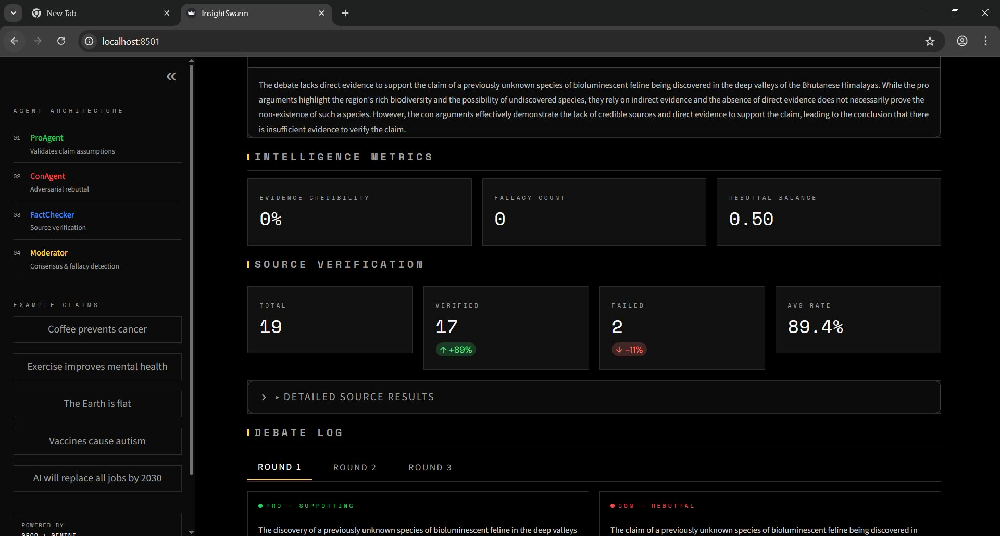 New Tab
InsightSwarm
localhost:8501
AGENT ARCHITECTURE
01 ProAgent
Validates claim assumptions
02 ConAgent
Adversarial rebuttal
03 FactChecker
Source verification
04 Moderator
Consensus & fallacy detection
EXAMPLE CLAIMS
Coffee prevents cancer
Exercise improves mental health
The Earth is flat
Vaccines cause autism
AI will replace all jobs by 2030
POWERED BY
GROQ + GEMINI
The debate lacks direct evidence to support the claim of a previously unknown species of bioluminescent feline being discovered in the deep valleys of the Bhutanese Himalayas. While the pro
arguments highlight the region's rich biodiversity and the possibility of undiscovered species, they rely on indirect evidence and the absence of direct evidence does not necessarily prove the
non-existence of such a species. However, the con arguments effectively demonstrate the lack of credible sources and direct evidence to support the claim, leading to the conclusion that there
is insufficient evidence to verify the claim.
INTELLIGENCE METRICS
EVIDENCE CREDIBILITY
0%
FALLACY COUNT
0
REBUTTAL BALANCE
0.50
SOURCE VERIFICATION
TOTAL
19
VERIFIED
17
↑ +89%
FAILED
2
↓ -11%
AVG RATE
89.4%
▸ DETAILED SOURCE RESULTS
DEBATE LOG
ROUND 1 ROUND 2 ROUND 3
PRO — SUPPORTING
The discovery of a previously unknown species of bioluminescent feline in the deep valleys
CON — REBUTTAL
The claim of a previously unknown species of bioluminescent feline being discovered in